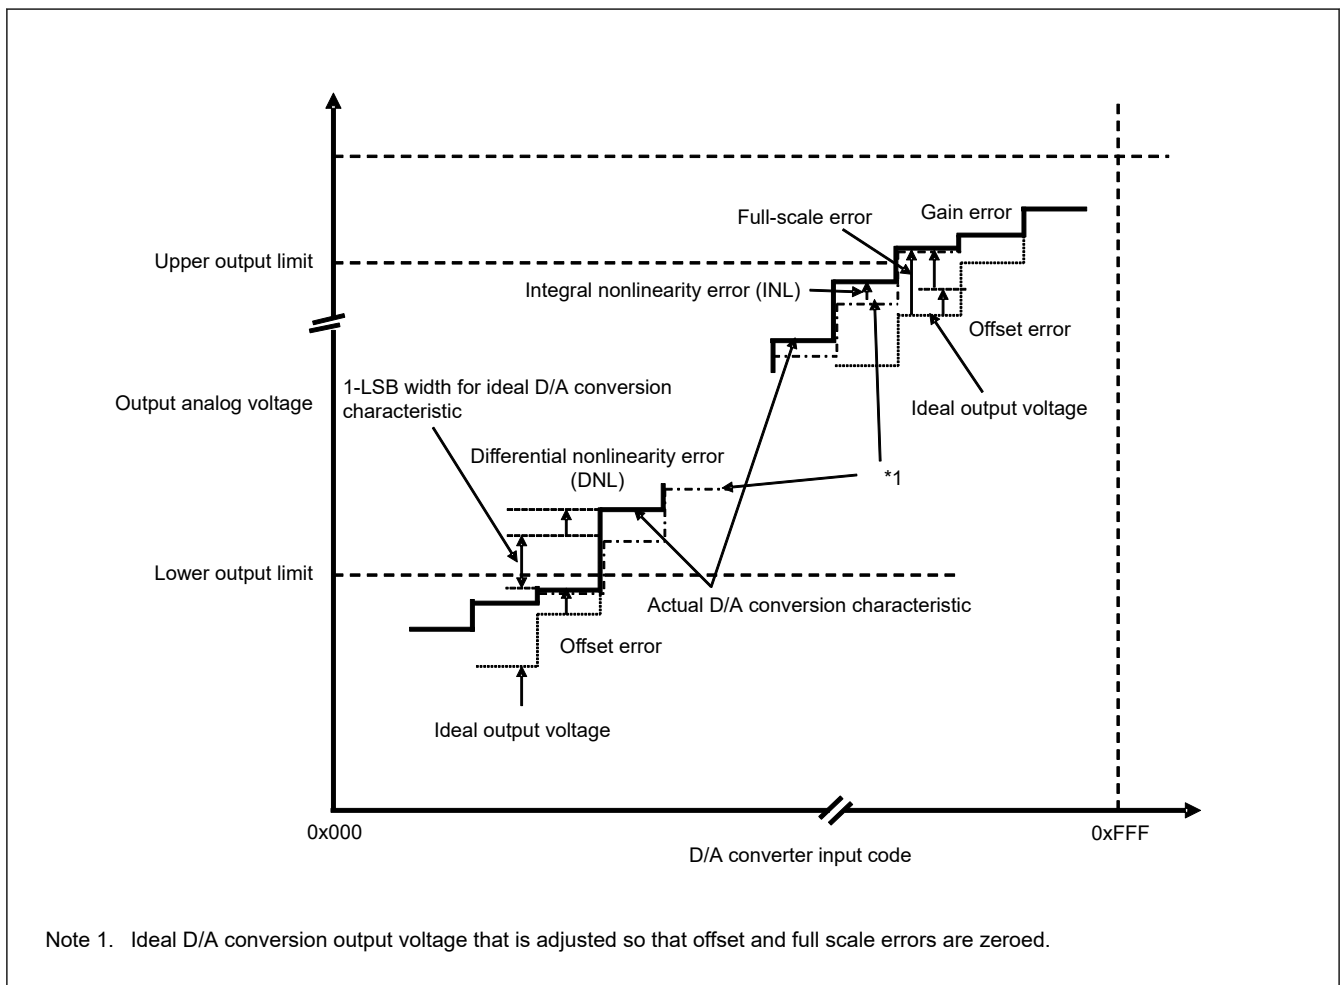 Full-scale error
Gain error
Upper output limit
Integral nonlinearity error (INL)
Offset error
1-LSB width for ideal D/A conversion
characteristic
Output analog voltage
Ideal output voltage
Differential nonlinearity error
(DNL)
*1
Lower output limit
Actual D/A conversion characteristic
Offset error
Ideal output voltage
0x000
0xFFF
D/A converter input code
Note 1. Ideal D/A conversion output voltage that is adjusted so that offset and full scale errors are zeroed.